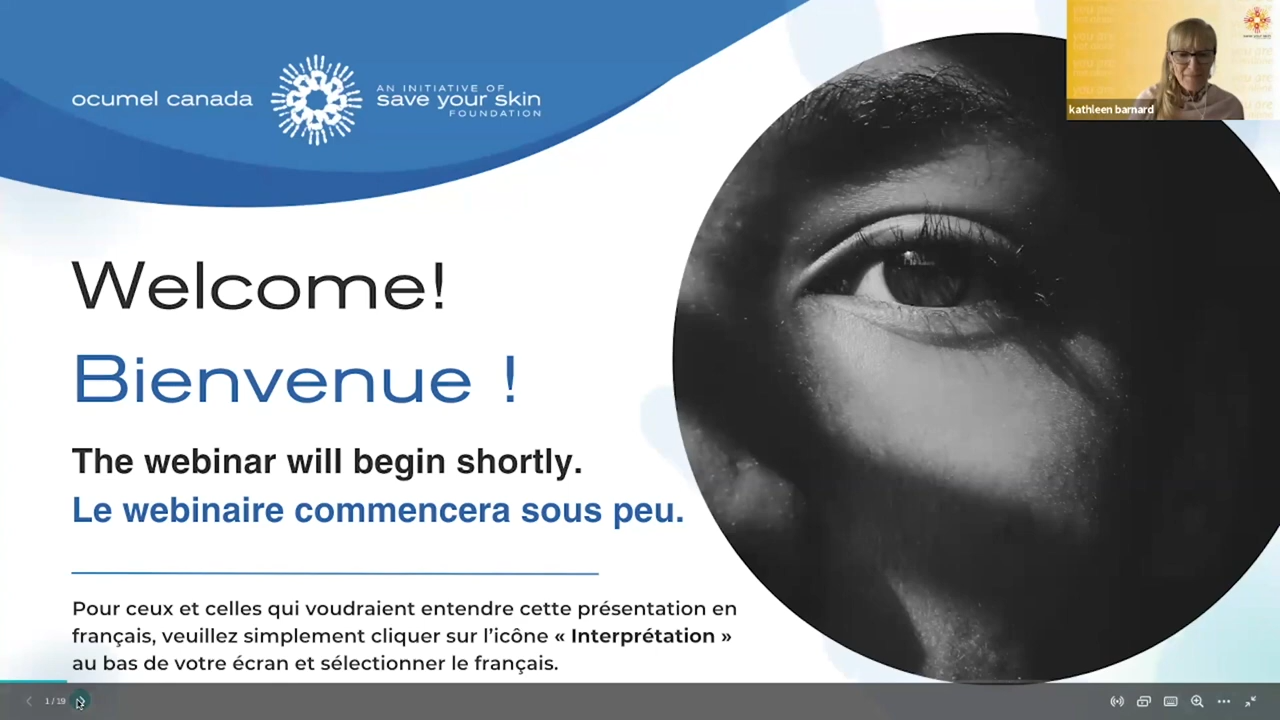 ocumel canada
AN INITIATIVE OF
save your skin
FOUNDATION
kathleen barnard
Welcome!
Bienvenue !
The webinar will begin shortly.
Le webinaire commencera sous peu.
Pour ceux et celles qui voudraient entendre cette présentation en
français, veuillez simplement cliquer sur l'icône « Interprétation »
au bas de votre écran et sélectionner le français.
1 / 19